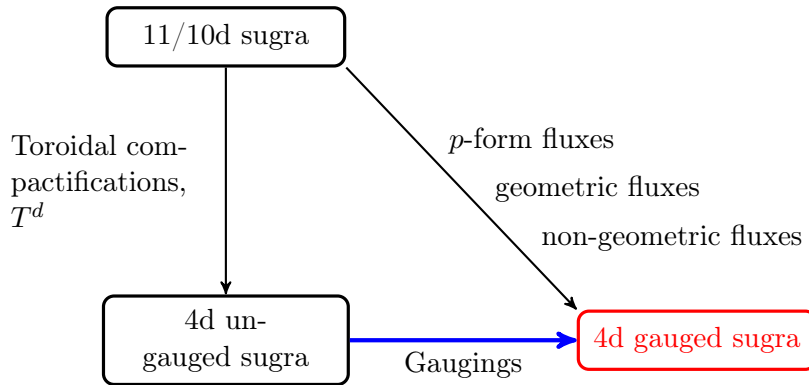 11/10d sugra
Toroidal com-
pactifications,
T^d
p-form fluxes
geometric fluxes
non-geometric fluxes
4d un-
gauged sugra
Gaugings
4d gauged sugra